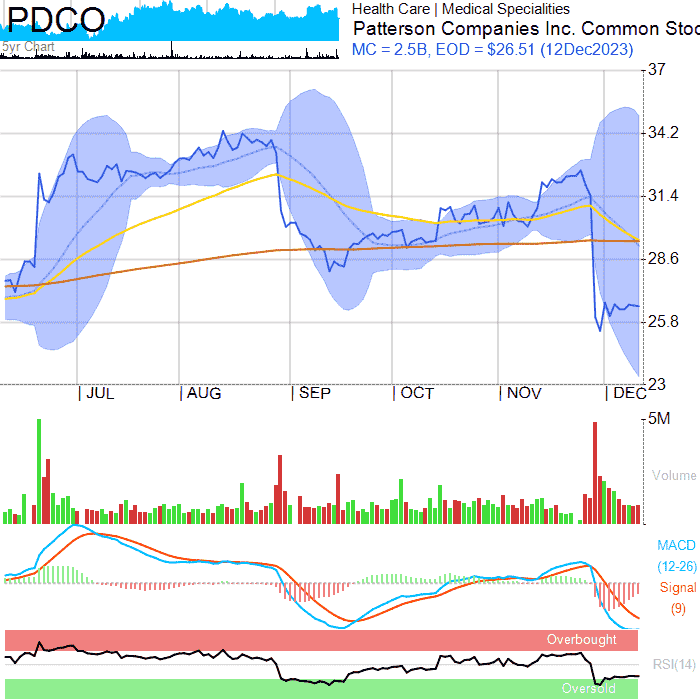 PDCO
5yr Chart
Health Care | Medical Specialities
Patterson Companies Inc. Common Stoc
MC = 2.5B, EOD = $26.51 (12Dec2023)
37
34.2
31.4
28.6
25.8
23
| JUL | AUG | SEP | OCT | NOV | DEC
5M
Volume
MACD
(12-26)
Signal
(9)
Overbought
RSI(14)
Oversold